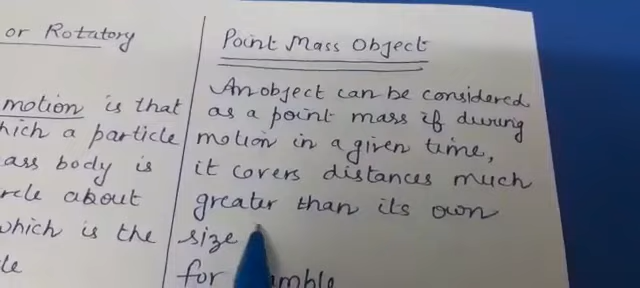 or Rotatory
motion is that
which a particle
ass body is
rcle about
which is the
le
Point Mass Object
An object can be considered
as a point mass if during
motion in a given time,
it covers distances much
greater than its own
size
for